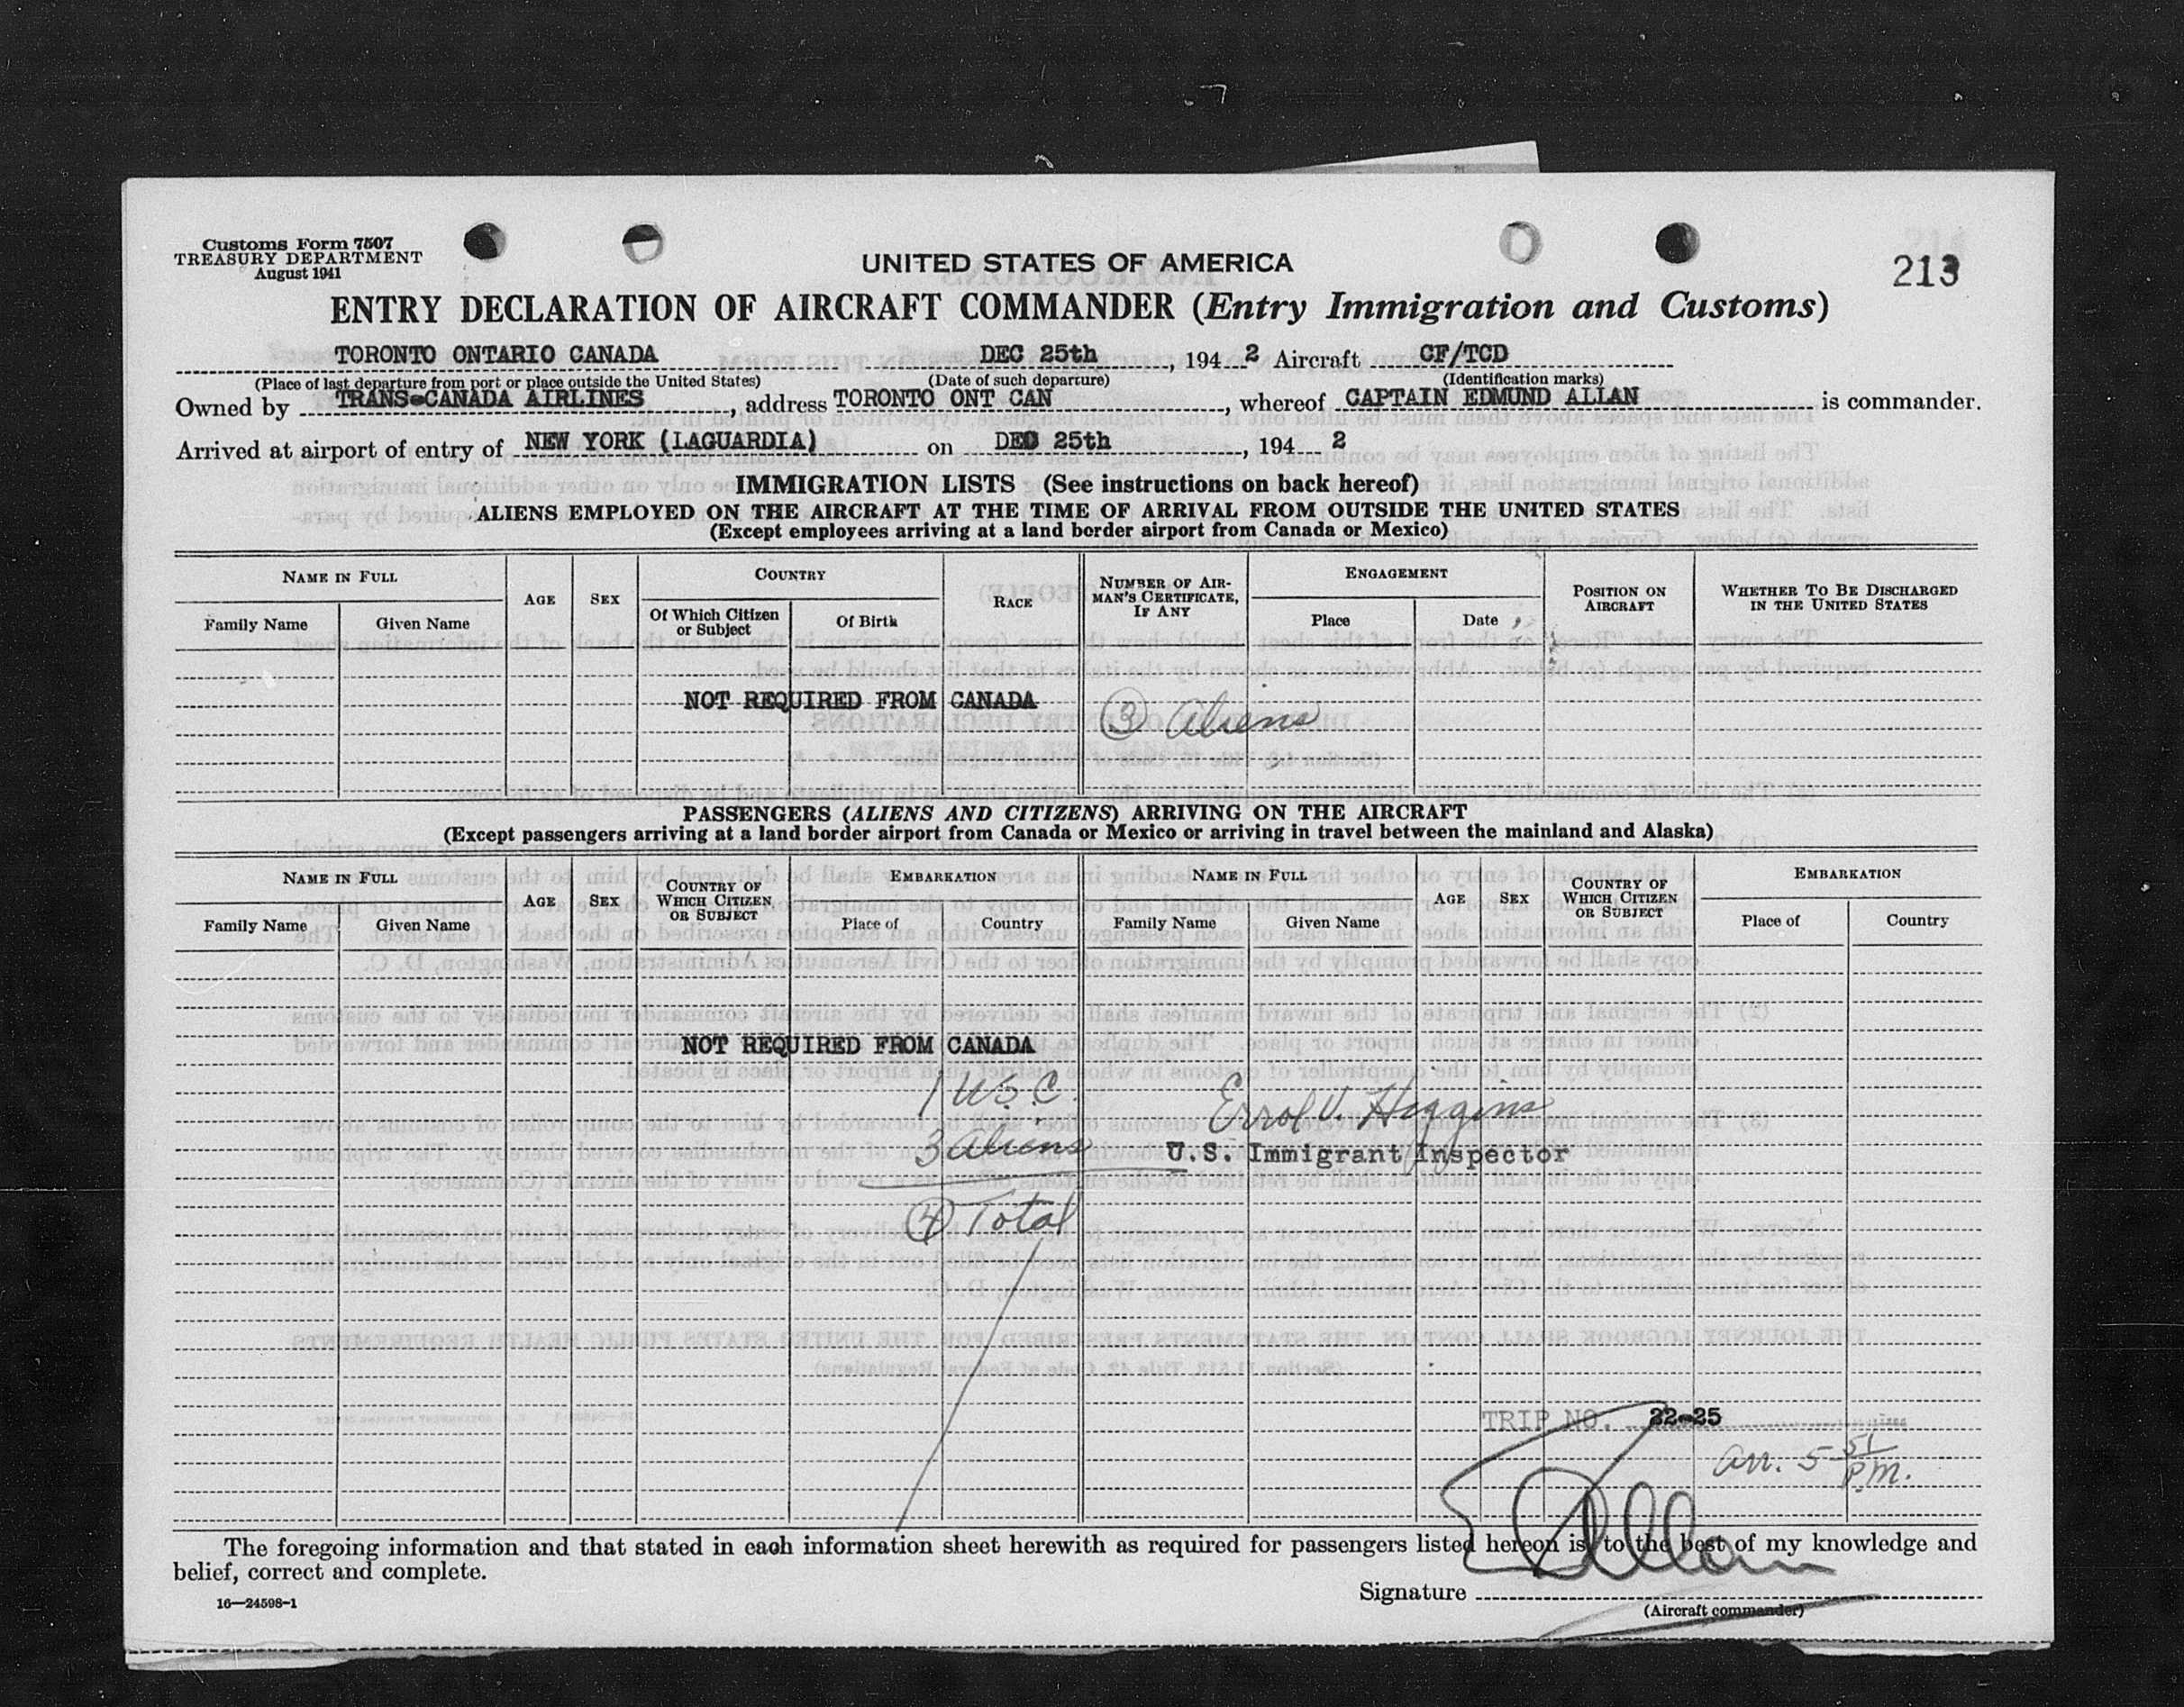 Customs Form 7507
TREASURY DEPARTMENT
August 1941
UNITED STATES OF AMERICA
213
ENTRY DECLARATION OF AIRCRAFT COMMANDER (Entry Immigration and Customs)
TORONTO ONTARIO CANADA DEC 25th, 194 2 Aircraft CF/TCD
(Place of last departure from port or place outside the United States) (Date of such departure) (Identification marks)
Owned by TRANS-CANADA AIRLINES, address TORONTO ONT CAN, whereof CAPTAIN EDMUND ALLAN is commander.
Arrived at airport of entry of NEW YORK (LAGUARDIA) on DEC 25th, 194 2
IMMIGRATION LISTS (See instructions on back hereof)
ALIENS EMPLOYED ON THE AIRCRAFT AT THE TIME OF ARRIVAL FROM OUTSIDE THE UNITED STATES
(Except employees arriving at a land border airport from Canada or Mexico)
NAME IN FULL
Family Name
Given Name
AGE
SEX
COUNTRY
Of Which Citizen or Subject
Of Birth
RACE
NUMBER OF AIRMAN'S CERTIFICATE, IF ANY
ENGAGEMENT
Place
Date
POSITION ON AIRCRAFT
WHETHER TO BE DISCHARGED IN THE UNITED STATES
NOT REQUIRED FROM CANADA
3 Aliens
PASSENGERS (ALIENS AND CITIZENS) ARRIVING ON THE AIRCRAFT
(Except passengers arriving at a land border airport from Canada or Mexico or arriving in travel between the mainland and Alaska)
NAME IN FULL
Family Name
Given Name
AGE
SEX
COUNTRY OF WHICH CITIZEN OR SUBJECT
EMBARKATION
Place of
Country
NAME IN FULL
Family Name
Given Name
AGE
SEX
COUNTRY OF WHICH CITIZEN OR SUBJECT
EMBARKATION
Place of
Country
NOT REQUIRED FROM CANADA
1 U.S.C.
Errol V. Higgins
3 Aliens
U.S. Immigrant Inspector
4 Total
TRIP NO. 22-25
arr. 5 51 P.M.
EAllan
The foregoing information and that stated in each information sheet herewith as required for passengers listed hereon is, to the best of my knowledge and
belief, correct and complete.
Signature
16—24598-1
(Aircraft commander)